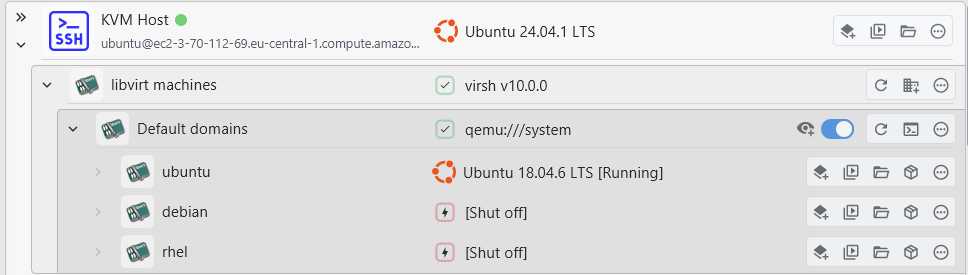 KVM Host
ubuntu@ec2-3-70-112-69.eu-central-1.compute.amazo...
SSH
Ubuntu 24.04.1 LTS
libvirt machines
virsh v10.0.0
Default domains
qemu:///system
ubuntu
Ubuntu 18.04.6 LTS [Running]
debian
[Shut off]
rhel
[Shut off]